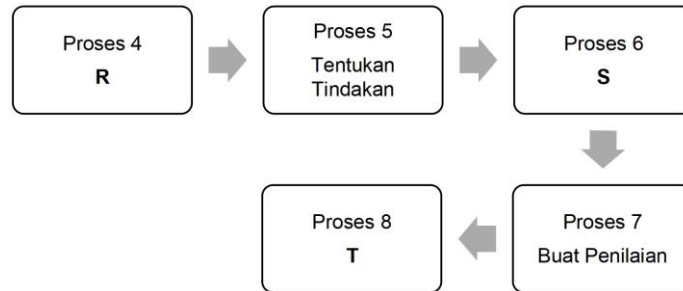 Proses 4
R
Proses 5
Tentukan
Tindakan
Proses 6
S
Proses 7
Buat Penilaian
Proses 8
T